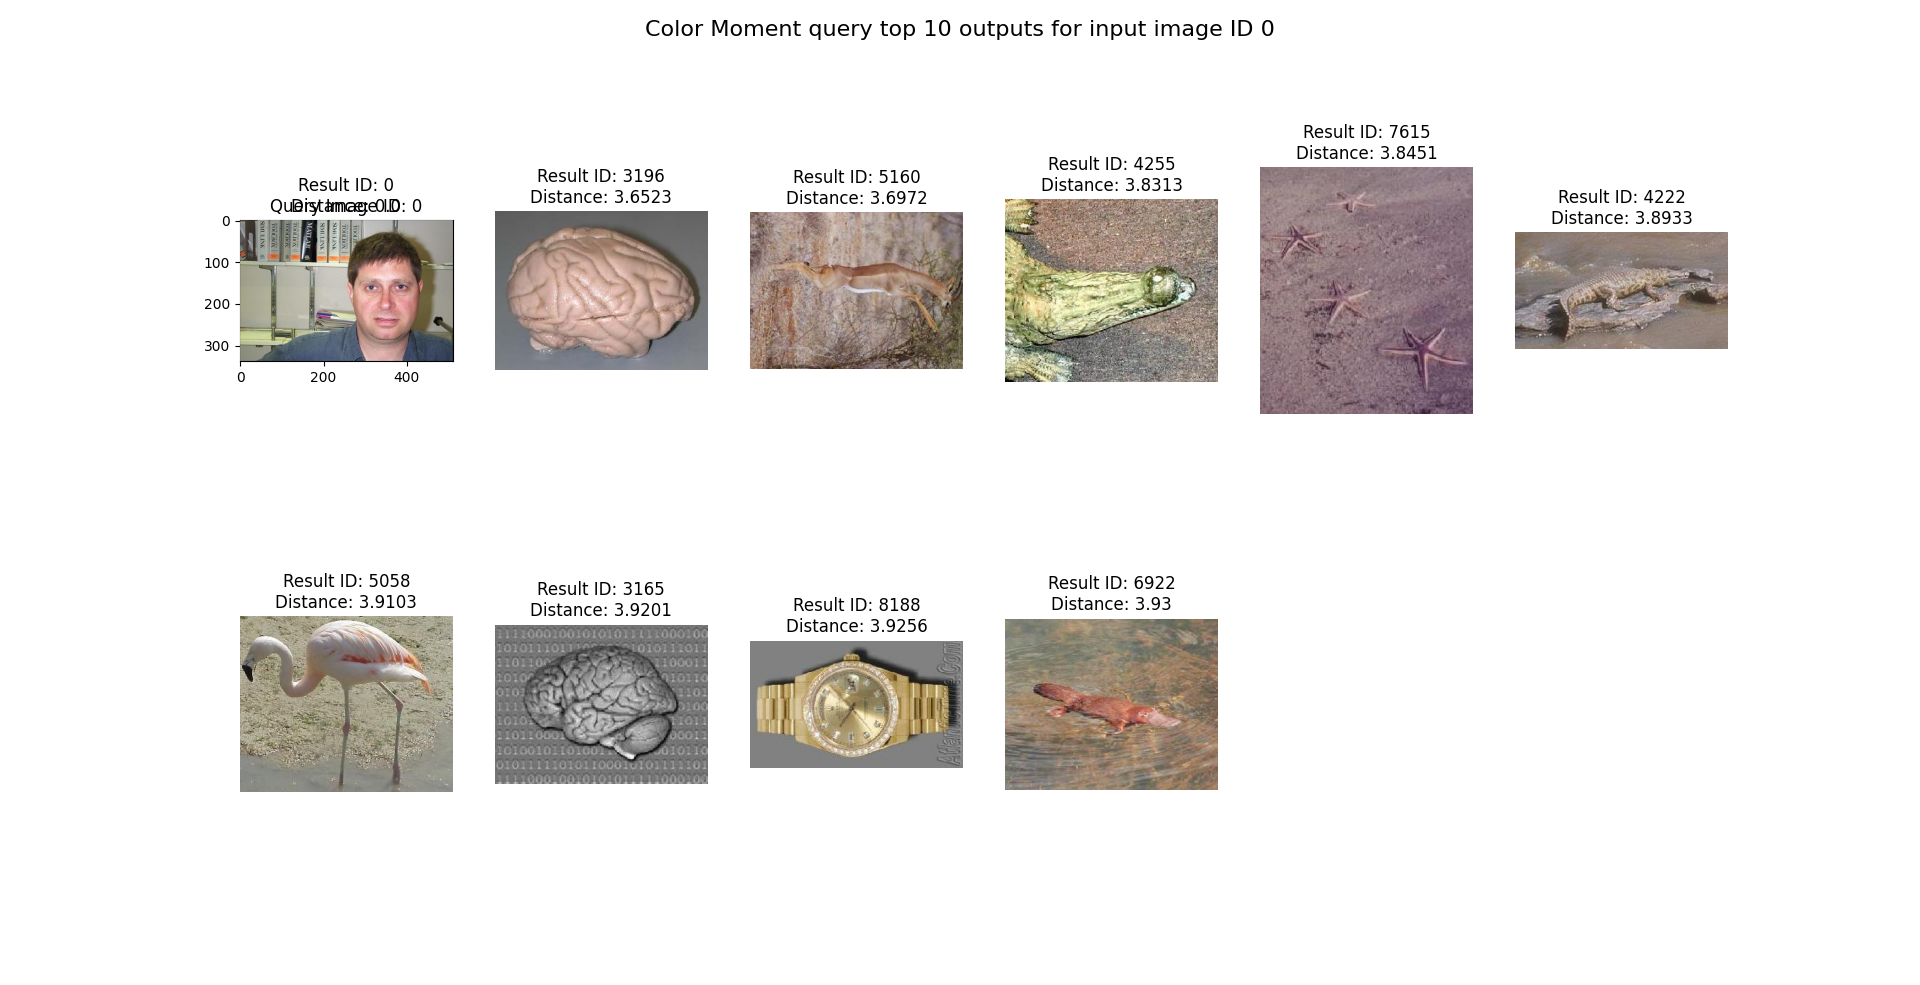 Color Moment query top 10 outputs for input image ID 0
Result ID: 0
Distance: 0.0
Query Image ID: 0
0
100
200
300
0
200
400
MATLAB
Result ID: 3196
Distance: 3.6523
Result ID: 5160
Distance: 3.6972
Result ID: 4255
Distance: 3.8313
Result ID: 7615
Distance: 3.8451
Result ID: 4222
Distance: 3.8933
Result ID: 5058
Distance: 3.9103
Result ID: 3165
Distance: 3.9201
Result ID: 8188
Distance: 3.9256
Result ID: 6922
Distance: 3.93